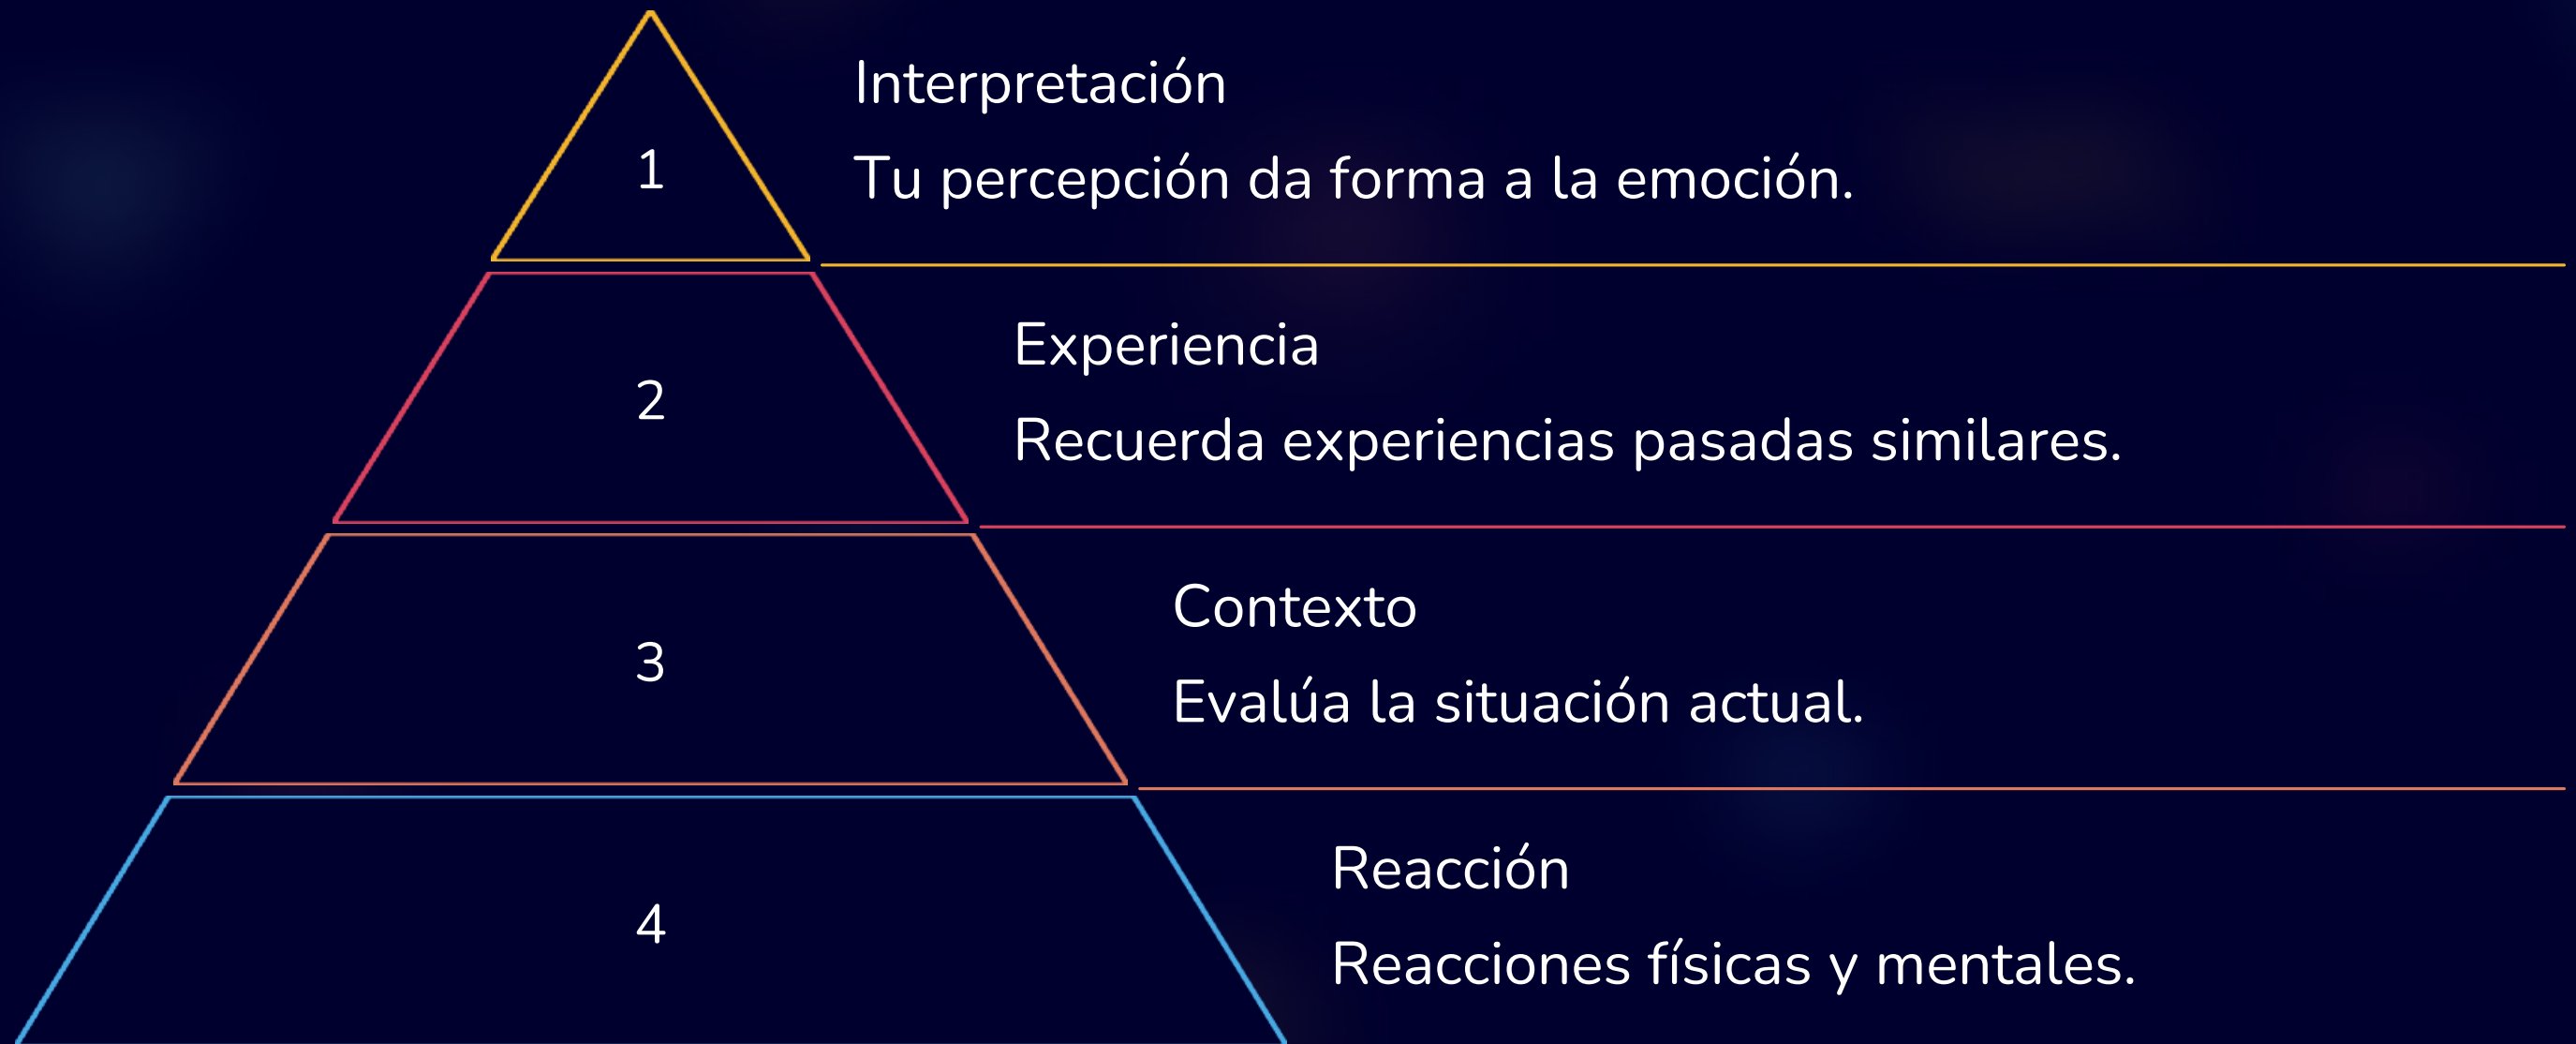 1
Interpretación
Tu percepción da forma a la emoción.
2
Experiencia
Recuerda experiencias pasadas similares.
3
Contexto
Evalúa la situación actual.
4
Reacción
Reacciones físicas y mentales.